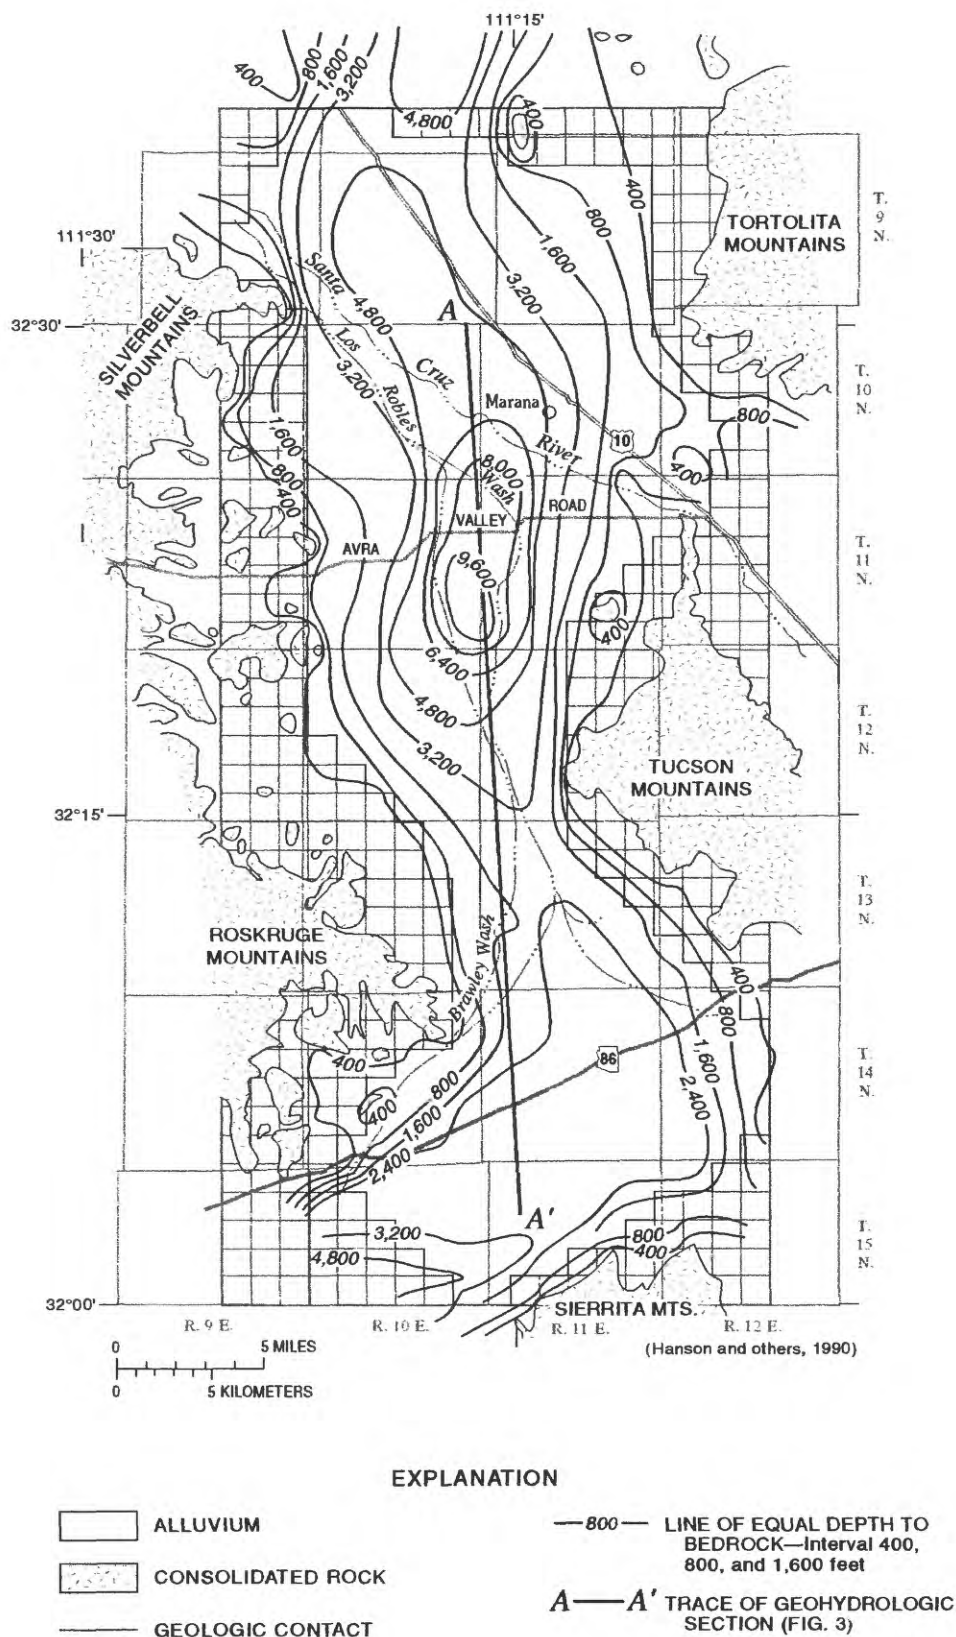 111°15'
400
800
1,600
3,200
4,800
400
400
T. 9 N.
111°30'
TORTOLITA
MOUNTAINS
800
1,600
3,200
Santa
4,800
A
32°30'
SILVERBELL
MOUNTAINS
Los
3,200
Cruz
Robles
Marana
T. 10 N.
800
1,600
10
River
400
8,000
Wash
800
400
VALLEY
ROAD
AVRA
T. 11 N.
9,600
400
6,400
4,800
T. 12 N.
3,200
TUCSON
MOUNTAINS
32°15'
T. 13 N.
ROSKRUGE
MOUNTAINS
Brawley Wash
400
800
400
86
1,600
T. 14 N.
800
2,400
400
1,600
2,400
A'
3,200
800
T. 15 N.
4,800
400
32°00'
SIERRITA MTS.
R. 9 E.
R. 10 E.
R. 11 E.
R. 12 E.
0 5 MILES
(Hanson and others, 1990)
0 5 KILOMETERS
EXPLANATION
ALLUVIUM
CONSOLIDATED ROCK
GEOLOGIC CONTACT
800 LINE OF EQUAL DEPTH TO
BEDROCK—Interval 400,
800, and 1,600 feet
A—A' TRACE OF GEOHYDROLOGIC
SECTION (FIG. 3)